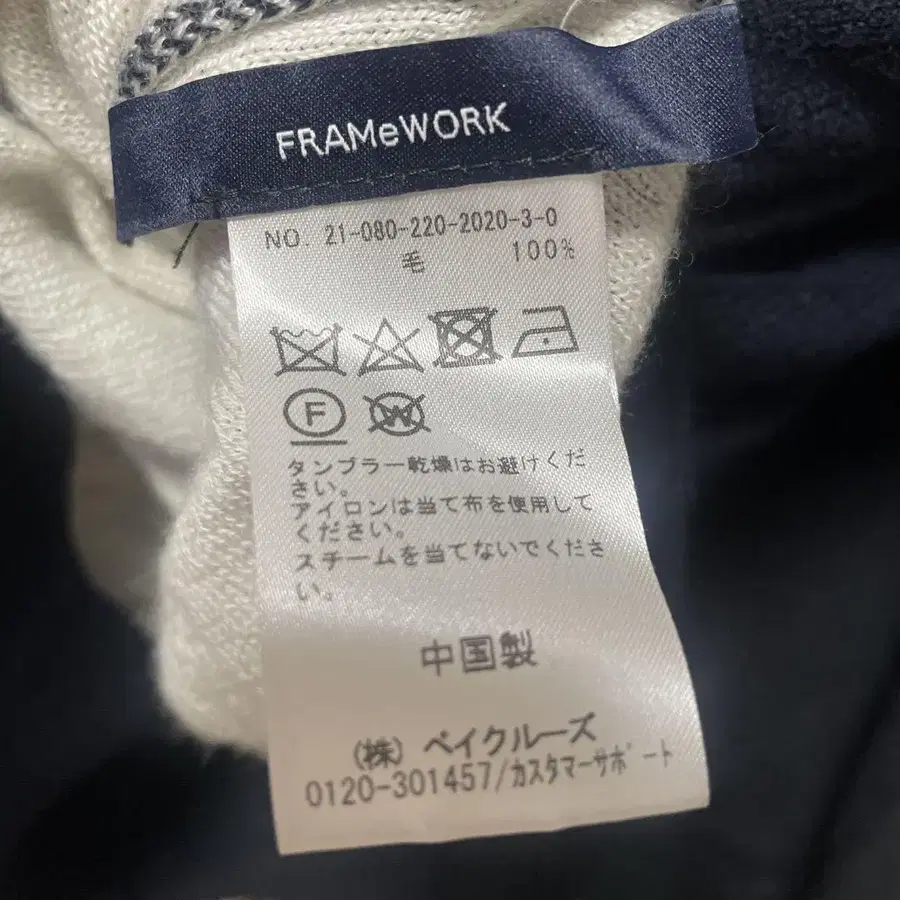 FRAMeWORK
NO. 21-080-220-2020-3-0
毛 100%
F
W
タンブラー乾燥はお避けくだ
さい。
アイロンは当て布を使用して
ください。
スチームを当てないでくださ
い。
中国製
(株) ベイクルーズ
0120-301457/カスタマーサポート